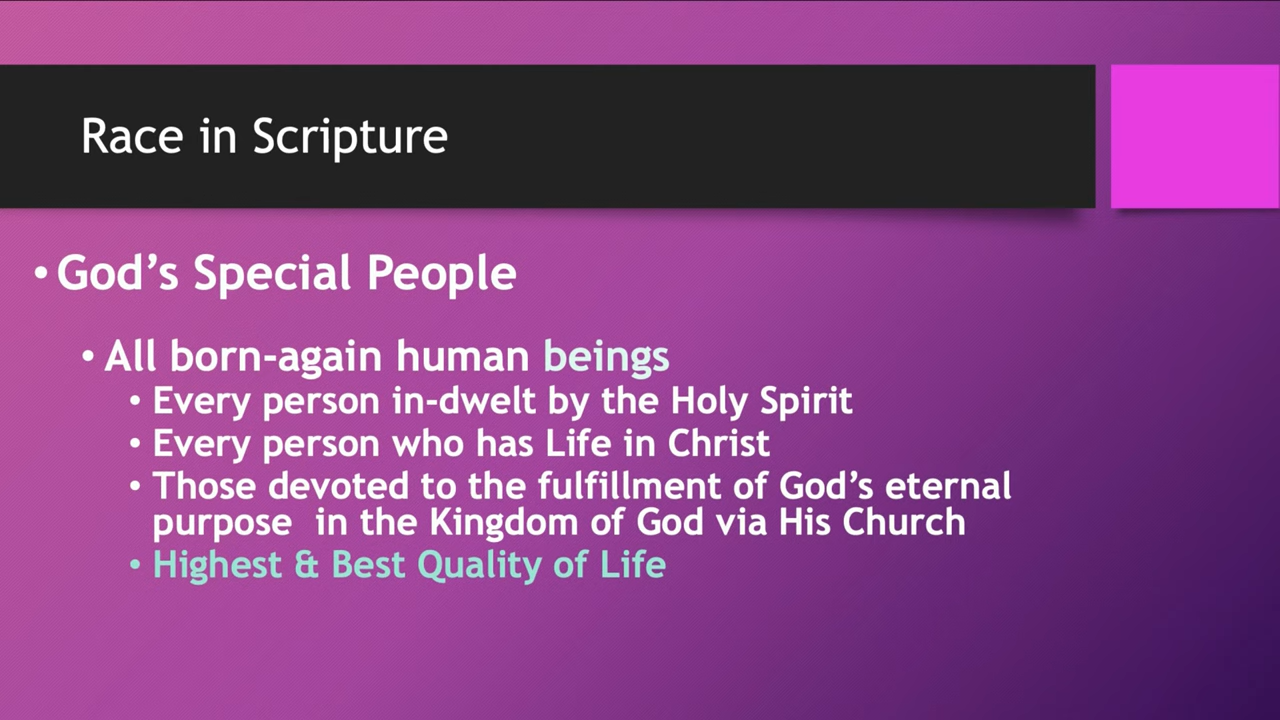 Race in Scripture
• God’s Special People
• All born-again human beings
• Every person in-dwelt by the Holy Spirit
• Every person who has Life in Christ
• Those devoted to the fulfillment of God’s eternal
purpose  in the Kingdom of God via His Church
• Highest & Best Quality of Life